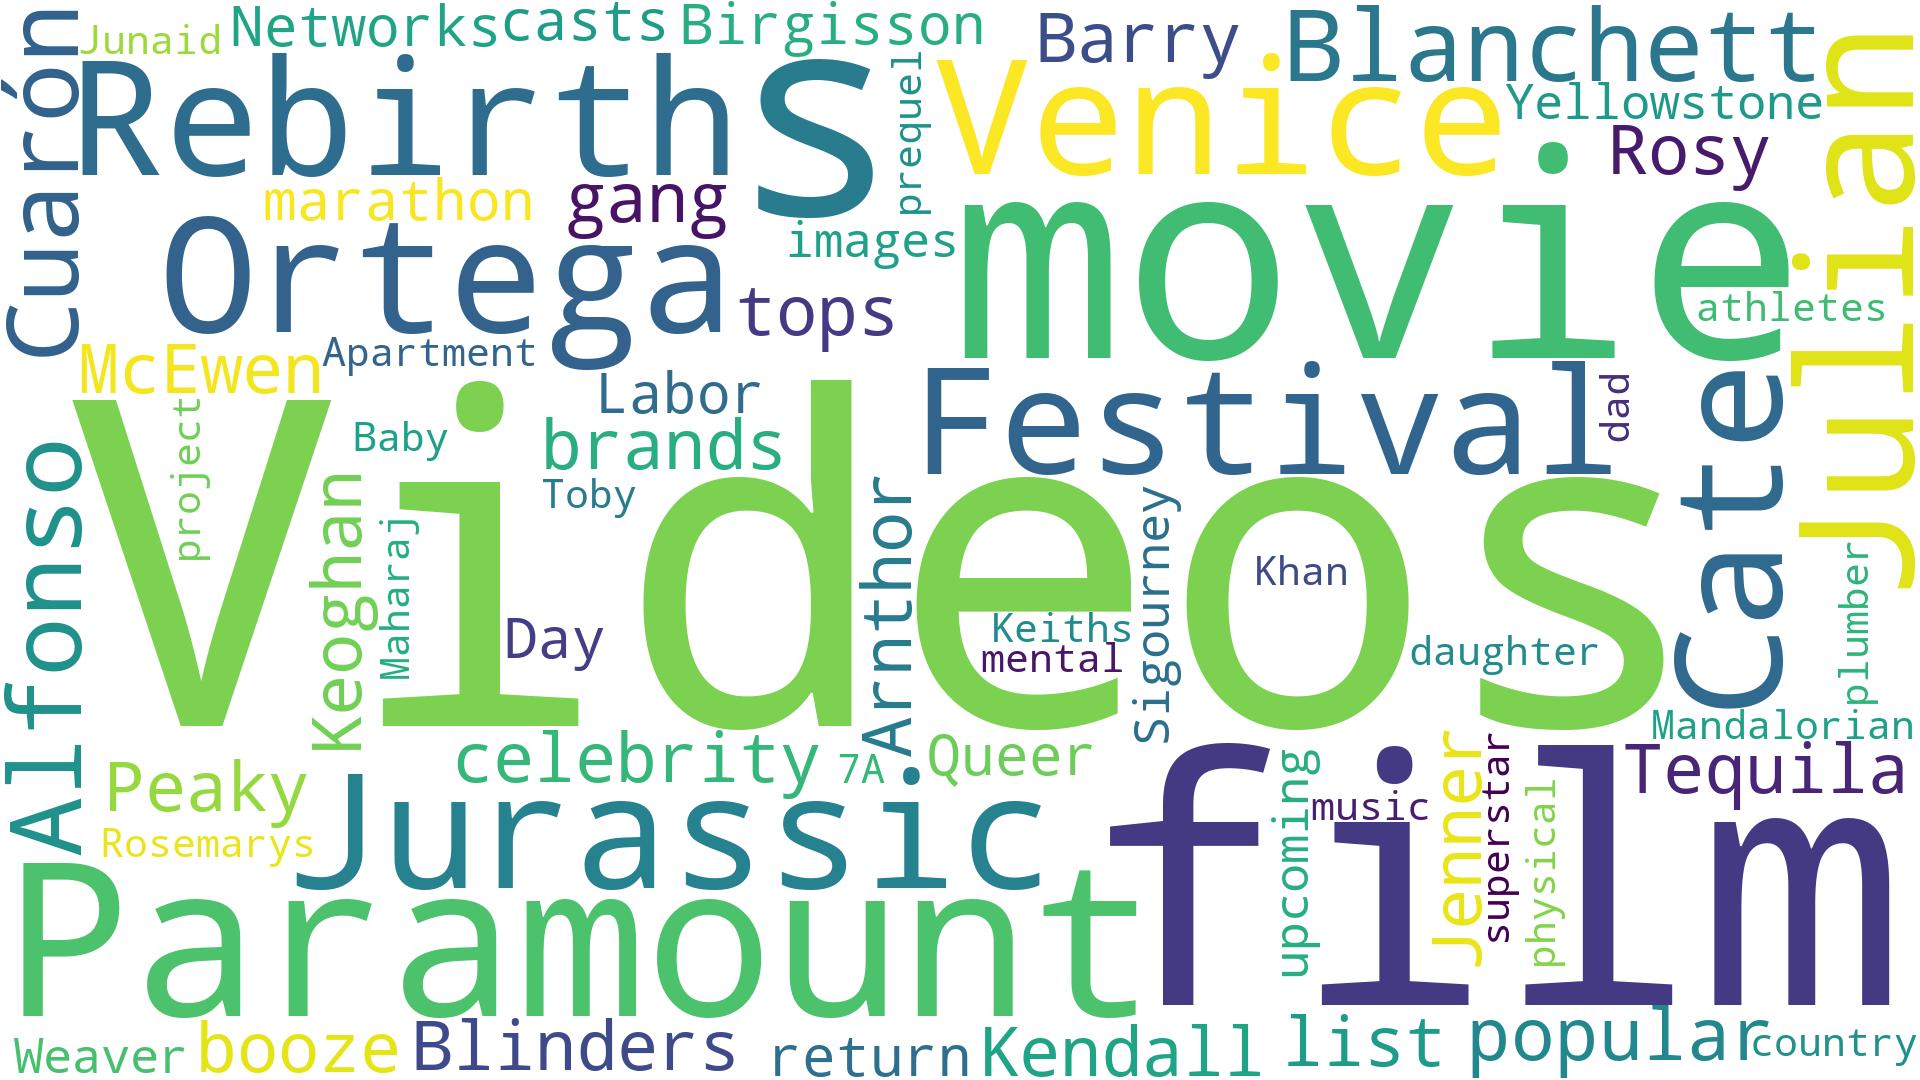 Junaid
Networks
casts
Birgisson
Barry
Blanchett
Cuarón
Rebirth
s
prequel
Venice
Yellowstone
Rosy
Julian
marathon
gang
images
movie
Ortega
tops
athletes
McEwen
Apartment
Labor
Festival
dad
Cate
project
Baby
brands
Toby
Videos
Alfonso
Keoghan
Maharaj
Day
Arnthor
Keiths
mental
Sigourney
Khan
daughter
plumber
Mandalorian
Peaky
celebrity
7A
Queer
Tequila
Rosemarys
Jurassic
film
upcoming
music
Jenner
superstar
physical
Paramount
Weaver
booze
Blinders
return
Kendall
list
popular
country